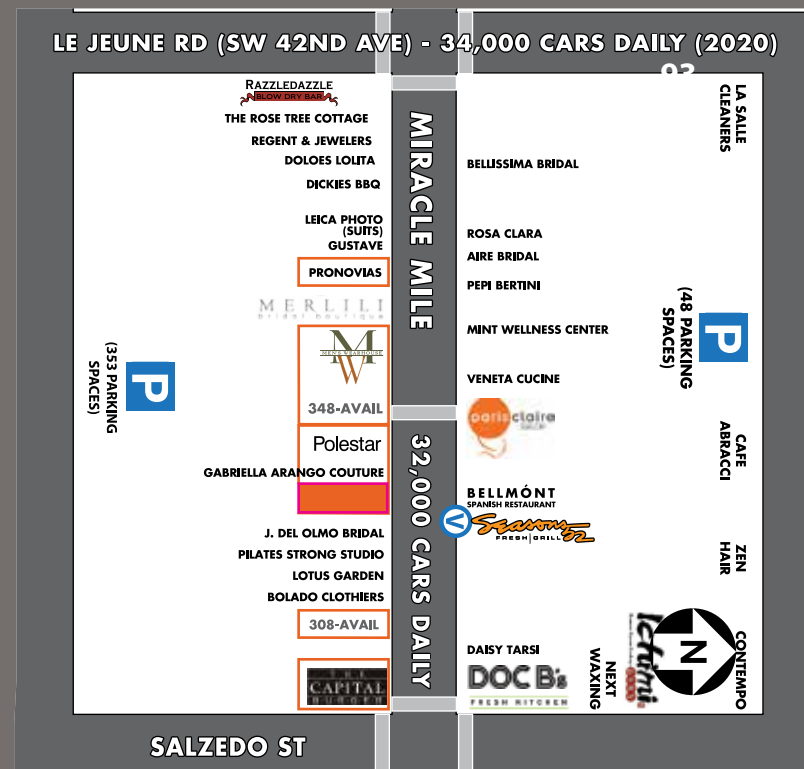 LE JEUNE RD (SW 42ND AVE) - 34,000 CARS DAILY (2020)
RAZZLEDAZZLE
BLOW DRY BAR
THE ROSE TREE COTTAGE
REGENT & JEWELERS
DOLOES LOLITA
DICKIES BBQ
LEICA PHOTO
(SUITS)
GUSTAVE
PRONOVIAS
MERLILI
bridal boutique
MW
MEN'S WEARHOUSE
348-AVAIL
Polestar
GABRIELLA ARANGO COUTURE
J. DEL OLMO BRIDAL
PILATES STRONG STUDIO
LOTUS GARDEN
BOLADO CLOTHIERS
308-AVAIL
THE
CAPITAL
BURGER
P
(353 PARKING
SPACES)
MIRACLE MILE
32,000 CARS DAILY
BELLISSIMA BRIDAL
ROSA CLARA
AIRE BRIDAL
PEPI BERTINI
MINT WELLNESS CENTER
VENETA CUCINE
paris claire
BELLMÓNT
SPANISH RESTAURANT
V
Seasons 52
FRESH GRILL
DAISY TARSI
DOC B's
FRESH KITCHEN
NEXT
WAXING
Ichimi
N
LA SALLE
CLEANERS
P
(48 PARKING
SPACES)
CAFE
ABRACCI
ZEN
HAIR
CONTEMPO
SALZEDO ST